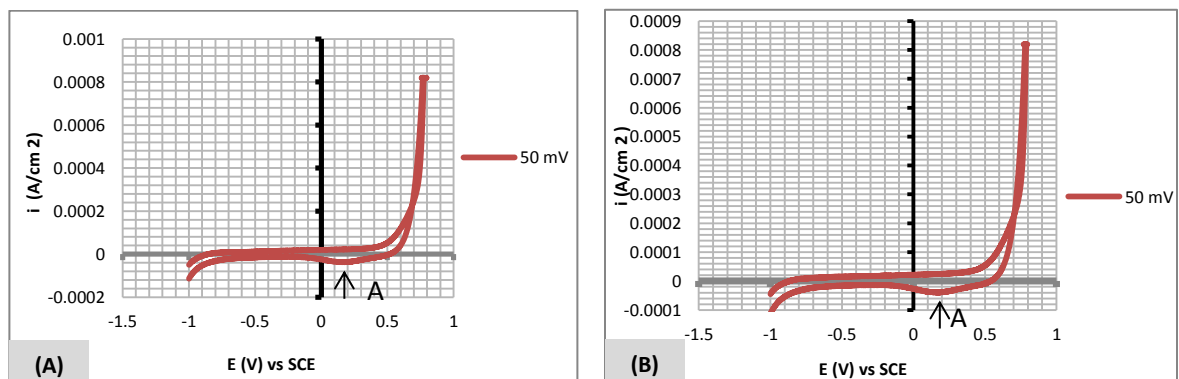 0.001
0.0008
0.0006
0.0004
0.0002
0
-0.0002
-1.5 -1 -0.5 0 0.5 1
i (A/cm 2)
E (V) vs SCE
50 mV
A
(A)
0.0009
0.0008
0.0007
0.0006
0.0005
0.0004
0.0003
0.0002
0.0001
0
-0.0001
-1.5 -1 -0.5 0 0.5 1
i (A/cm 2 )
E (V) vs SCE
50 mV
A
(B)